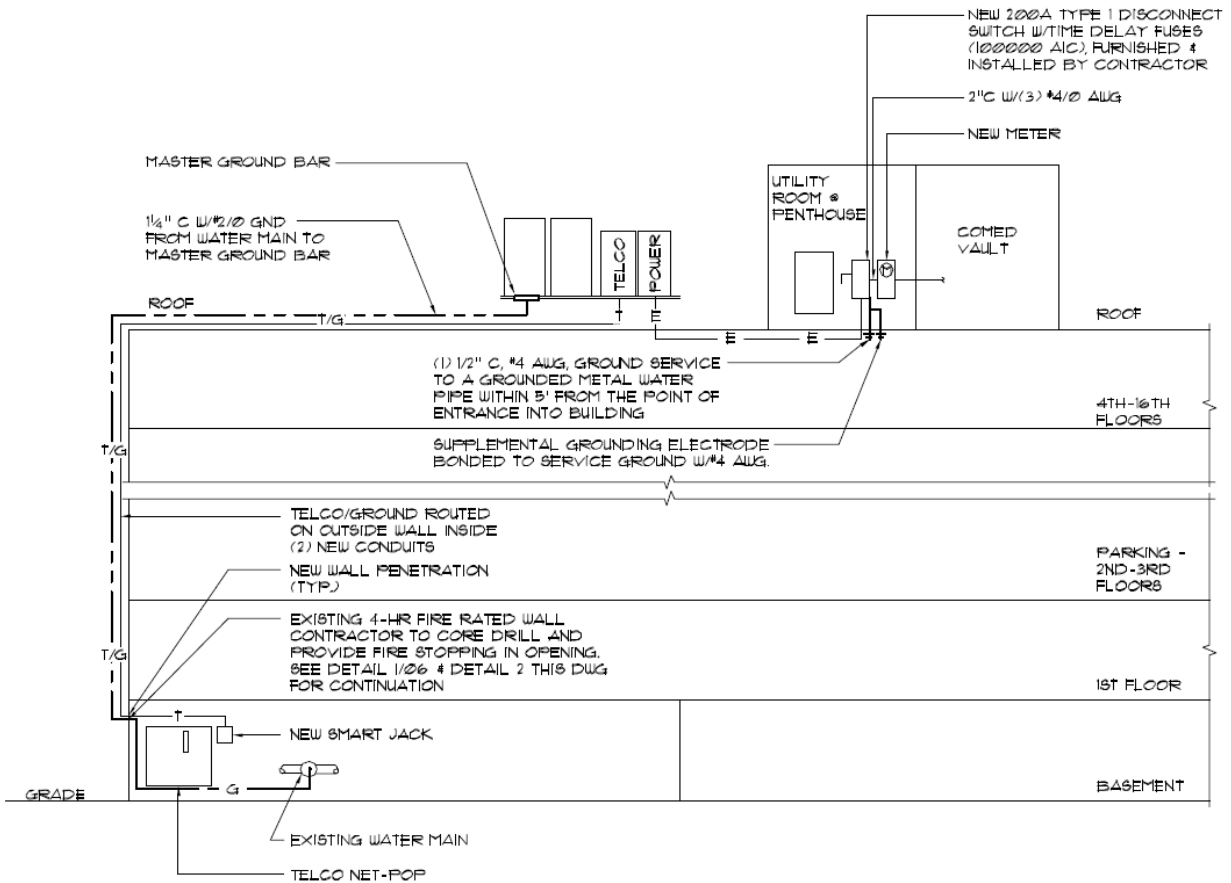 NEW 200A TYPE 1 DISCONNECT
SWITCH W/TIME DELAY FUSES
(100000 AIC), FURNISHED &
INSTALLED BY CONTRACTOR
2"C W/(3) #4/0 AWG
NEW METER
MASTER GROUND BAR
1¼" C W/#2/0 GND
FROM WATER MAIN TO
MASTER GROUND BAR
UTILITY
ROOM @
PENTHOUSE
COMED
VAULT
TELCO
POWER
M
ROOF
T/G
T
E
ROOF
E
E
(1) 1/2" C, #4 AWG, GROUND SERVICE
TO A GROUNDED METAL WATER
PIPE WITHIN 5' FROM THE POINT OF
ENTRANCE INTO BUILDING
4TH-16TH
FLOORS
SUPPLEMENTAL GROUNDING ELECTRODE
BONDED TO SERVICE GROUND W/#4 AWG.
T/G
TELCO/GROUND ROUTED
ON OUTSIDE WALL INSIDE
(2) NEW CONDUITS
NEW WALL PENETRATION
(TYP.)
PARKING -
2ND-3RD
FLOORS
EXISTING 4-HR FIRE RATED WALL
CONTRACTOR TO CORE DRILL AND
PROVIDE FIRE STOPPING IN OPENING.
SEE DETAIL 1/06 & DETAIL 2 THIS DWG
FOR CONTINUATION
T/G
1ST FLOOR
T
NEW SMART JACK
G
BASEMENT
GRADE
EXISTING WATER MAIN
TELCO NET-POP